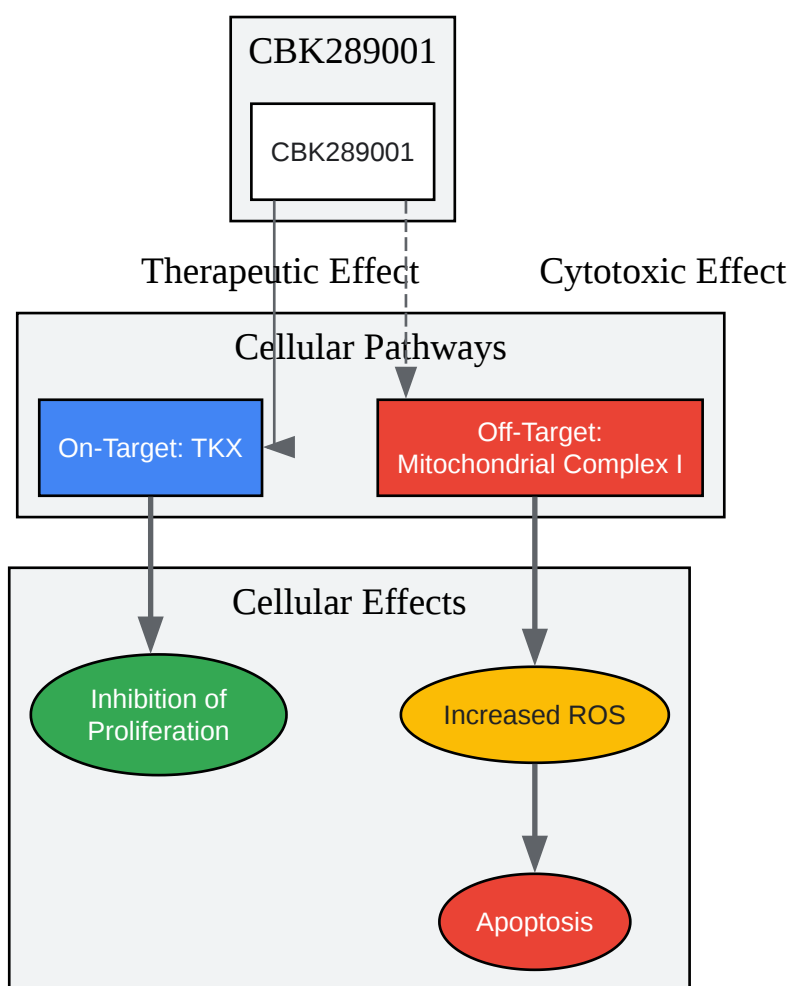 CBK289001
CBK289001
Therapeutic Effect
Cytotoxic Effect
Cellular Pathways
On-Target: TKX
Off-Target:
Mitochondrial Complex I
Cellular Effects
Inhibition of
Proliferation
Increased ROS
Apoptosis